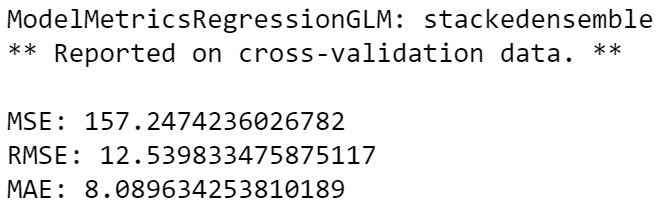 ModelMetricsRegressionGLM: stackedensemble
** Reported on cross-validation data. **
MSE: 157.2474236026782
RMSE: 12.539833475875117
MAE: 8.089634253810189